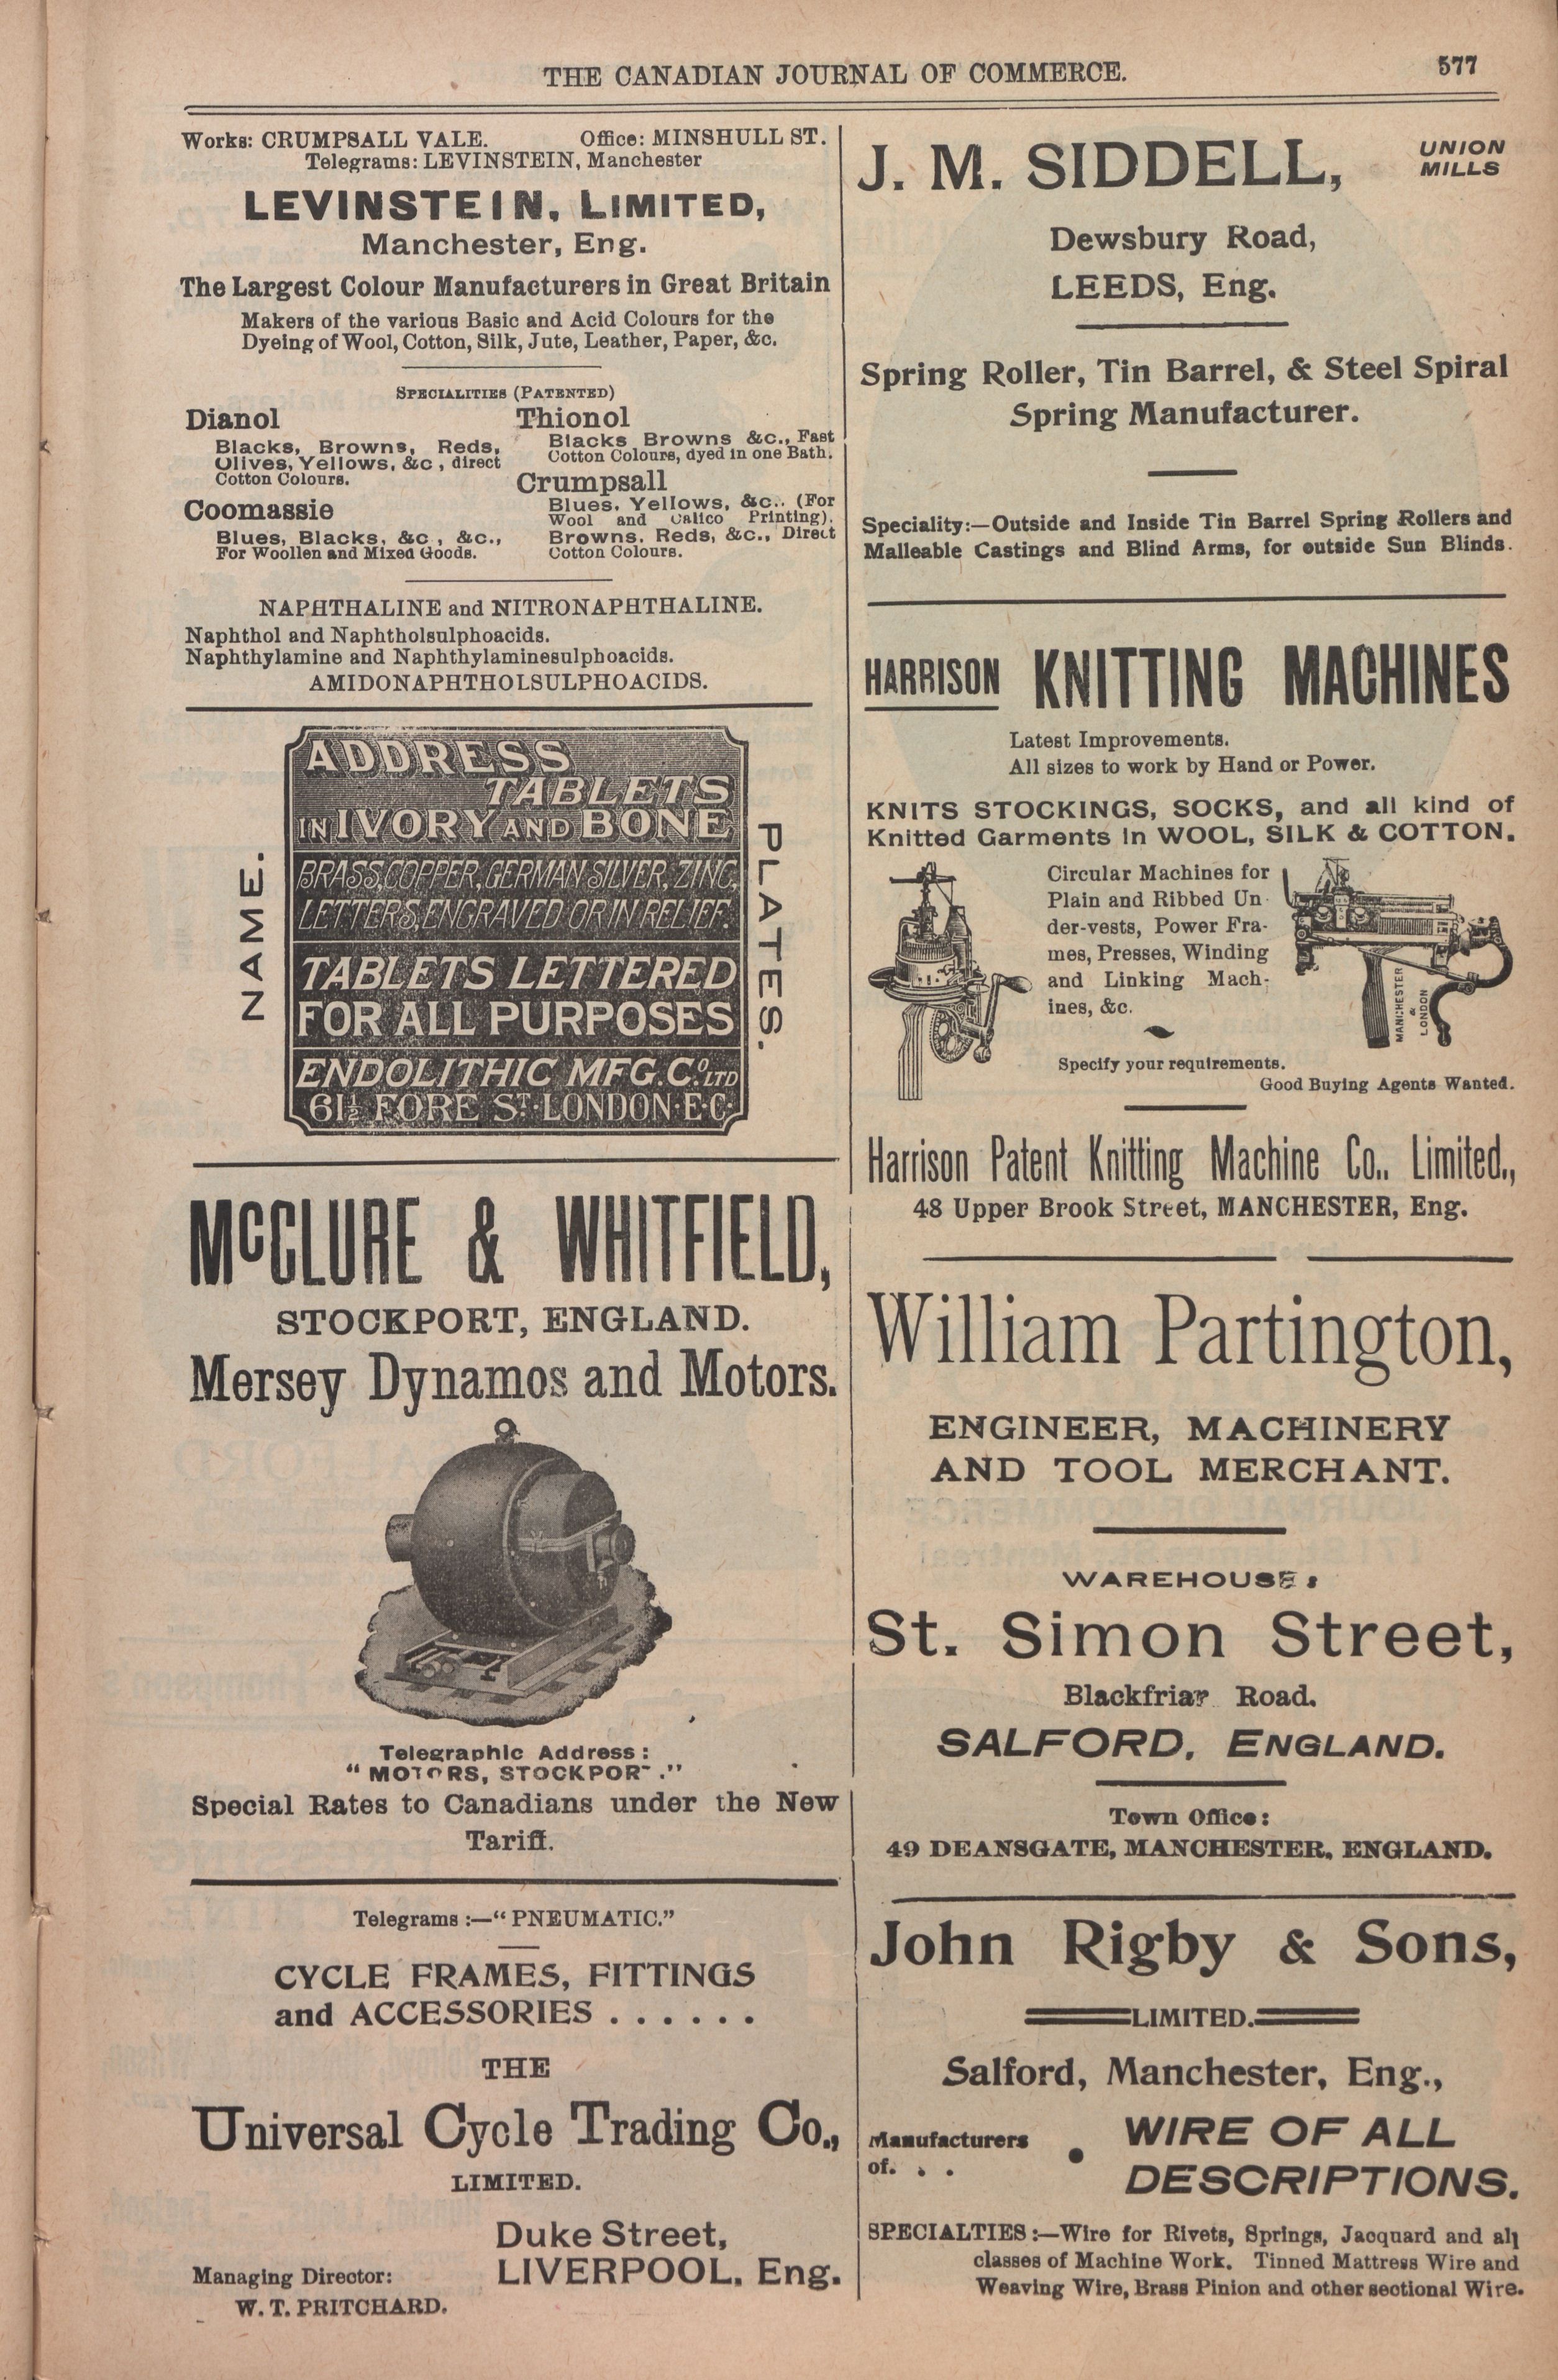 THE CANADIAN JOURNAL OF COMMERCE.
577
Works: CRUMPSALL VALE. Office: MINSHULL ST.
Telegrams: LEVINSTEIN, Manchester
LEVINSTEIN, LIMITED,
Manchester, Eng.
The Largest Colour Manufacturers in Great Britain
Makers of the various Basic and Acid Colours for the
Dyeing of Wool, Cotton, Silk, Jute, Leather, Paper, &c.
SPECIALITIES (PATENTED)
Dianol
Blacks, Browns, Reds,
Olives, Yellows, &c , direct
Cotton Colours.
Coomassie
Blues, Blacks, &c , &c.,
For Woollen and Mixed Goods.
Thionol
Blacks Browns &c., Fast
Cotton Colours, dyed in one Bath.
Crumpsall
Blues, Yellows, &c.. (For
Wool and Calico Printing).
Browns, Reds, &c., Direct
Cotton Colours.
NAPHTHALINE and NITRONAPHTHALINE.
Naphthol and Naphtholsulphoacids.
Naphthylamine and Naphthylaminesulphoacids.
AMIDONAPHTHOLSULPHOACIDS.
NAME.
ADDRESS
TABLETS
IN IVORY AND BONE
BRASS, COPPER, GERMAN SILVER, ZINC,
LETTERS, ENGRAVED OR IN RELIEF.
TABLETS LETTERED
FOR ALL PURPOSES
ENDOLITHIC MFG. CO. LTD
61½ FORE ST. LONDON·E·C·
PLATES.
McCLURE & WHITFIELD,
STOCKPORT, ENGLAND.
Mersey Dynamos and Motors.
Telegraphic Address:
"MOTORS, STOCKPORT ."
Special Rates to Canadians under the New
Tariff.
Telegrams :—"PNEUMATIC."
CYCLE FRAMES, FITTINGS
and ACCESSORIES . . . . . .
THE
Universal Cycle Trading Co.,
LIMITED.
Duke Street,
LIVERPOOL, Eng.
Managing Director:
W. T. PRITCHARD.
J. M. SIDDELL,
UNION
MILLS
Dewsbury Road,
LEEDS, Eng.
Spring Roller, Tin Barrel, & Steel Spiral
Spring Manufacturer.
Speciality:—Outside and Inside Tin Barrel Spring Rollers and
Malleable Castings and Blind Arms, for outside Sun Blinds.
HARRISON KNITTING MACHINES
Latest Improvements.
All sizes to work by Hand or Power.
KNITS STOCKINGS, SOCKS, and all kind of
Knitted Garments in WOOL, SILK & COTTON.
Circular Machines for
Plain and Ribbed Un-
der-vests, Power Fra-
mes, Presses, Winding
and Linking Mach-
ines, &c.
MANCHESTER
&
LONDON
Specify your requirements.
Good Buying Agents Wanted.
Harrison Patent Knitting Machine Co.. Limited.,
48 Upper Brook Street, MANCHESTER, Eng.
William Partington,
ENGINEER, MACHINERY
AND TOOL MERCHANT.
WAREHOUSE:
St. Simon Street,
Blackfriar Road.
SALFORD, ENGLAND.
Town Office:
49 DEANSGATE, MANCHESTER, ENGLAND.
John Rigby & Sons,
LIMITED.
Salford, Manchester, Eng.,
Manufacturers
of. . .
WIRE OF ALL
DESCRIPTIONS.
SPECIALTIES :—Wire for Rivets, Springs, Jacquard and all
classes of Machine Work. Tinned Mattress Wire and
Weaving Wire, Brass Pinion and other sectional Wire.